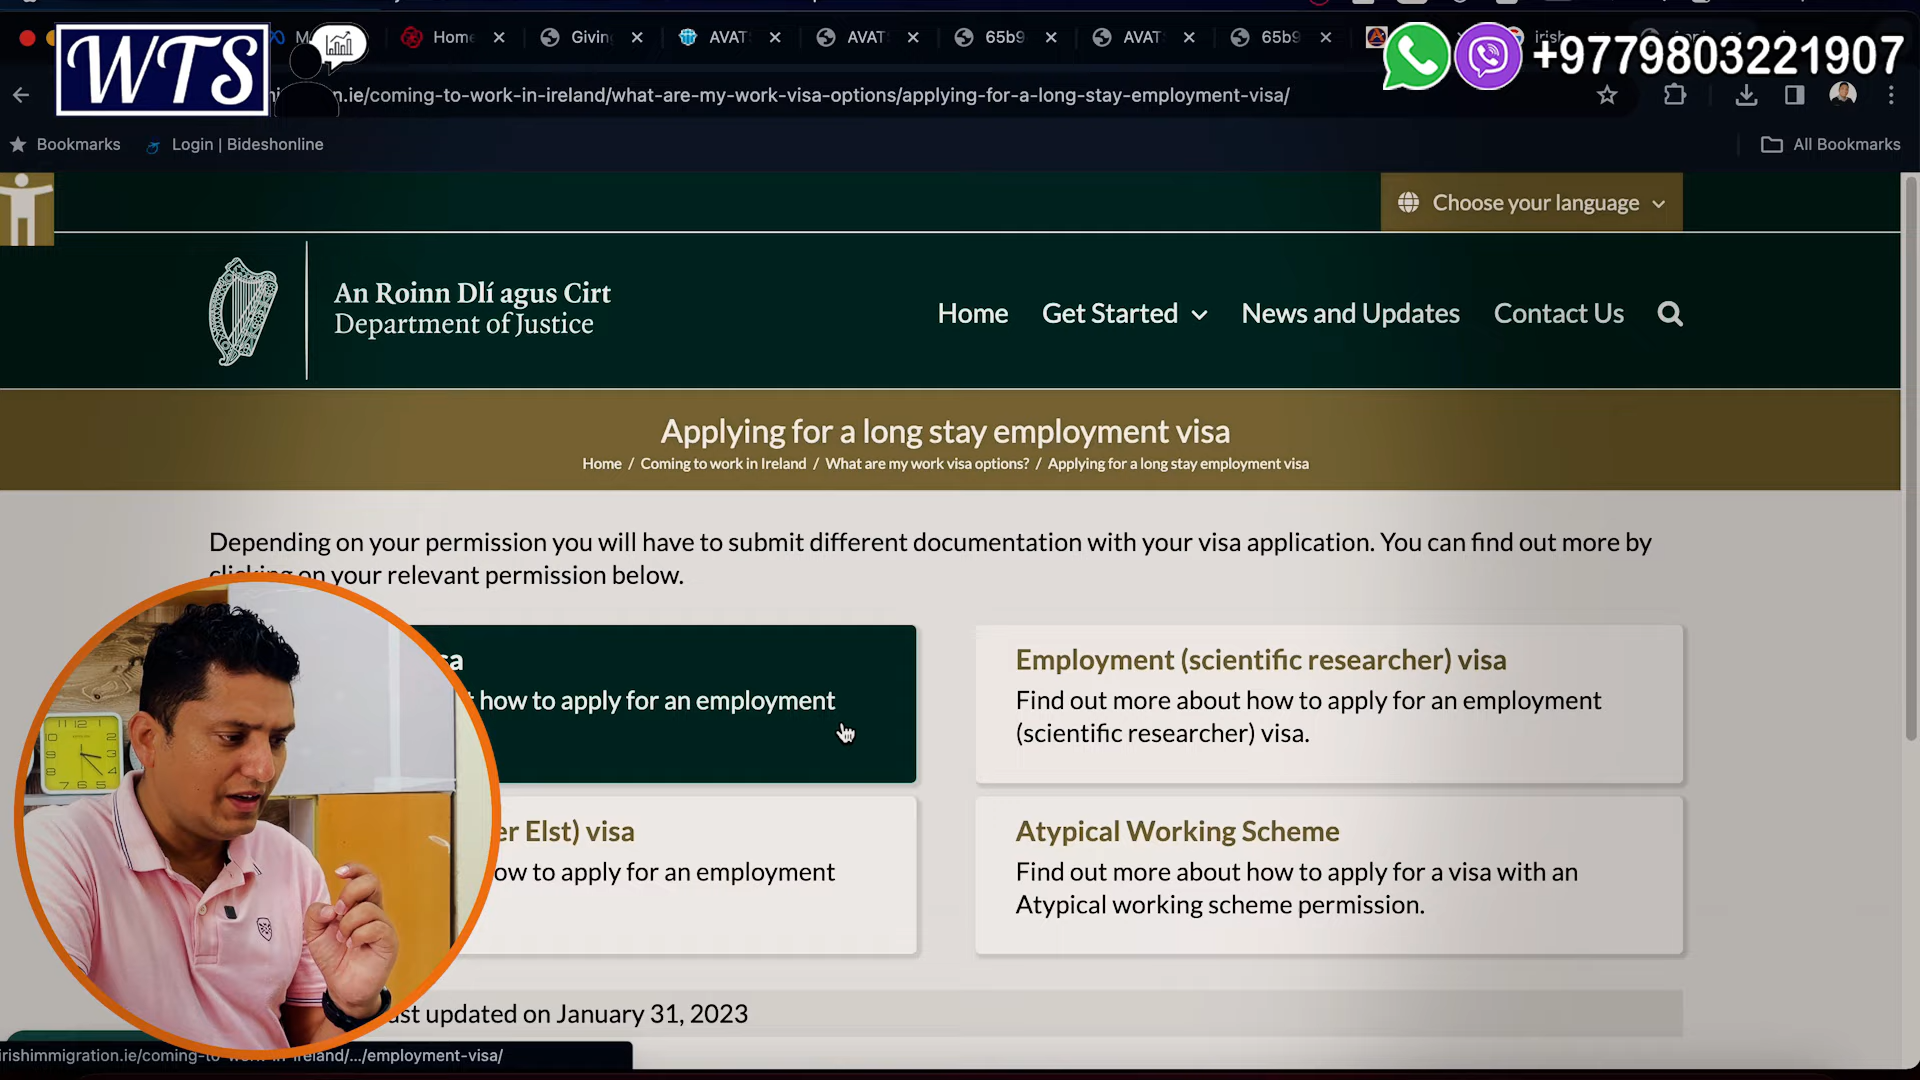 WTS
Home
Giving
AVAT
AVAT
65b9
AVAT
65b9
+9779803221907
n.ie/coming-to-work-in-ireland/what-are-my-work-visa-options/applying-for-a-long-stay-employment-visa/
Bookmarks
Login | Bideshonline
All Bookmarks
Choose your language
An Roinn Dlí agus Cirt
Department of Justice
Home
Get Started
News and Updates
Contact Us
Applying for a long stay employment visa
Home / Coming to work in Ireland / What are my work visa options? / Applying for a long stay employment visa
Depending on your permission you will have to submit different documentation with your visa application. You can find out more by
clicking on your relevant permission below.
sa
how to apply for an employment
Employment (scientific researcher) visa
Find out more about how to apply for an employment
(scientific researcher) visa.
er Elst) visa
ow to apply for an employment
Atypical Working Scheme
Find out more about how to apply for a visa with an
Atypical working scheme permission.
ast updated on January 31, 2023
irishimmigration.ie/coming-to-work-in-ireland/.../employment-visa/